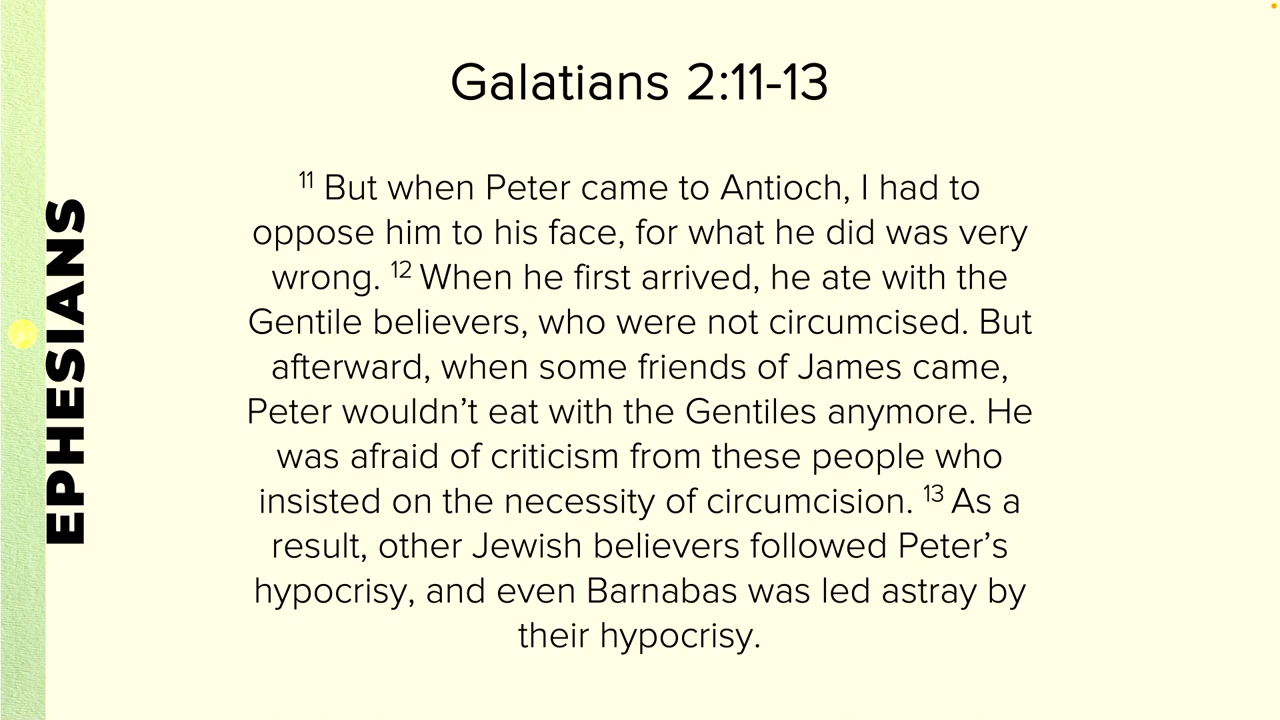 Galatians 2:11-13
11 But when Peter came to Antioch, I had to
oppose him to his face, for what he did was very
wrong. 12 When he first arrived, he ate with the
Gentile believers, who were not circumcised. But
afterward, when some friends of James came,
Peter wouldn’t eat with the Gentiles anymore. He
was afraid of criticism from these people who
insisted on the necessity of circumcision. 13 As a
result, other Jewish believers followed Peter’s
hypocrisy, and even Barnabas was led astray by
their hypocrisy.
EPHESIANS